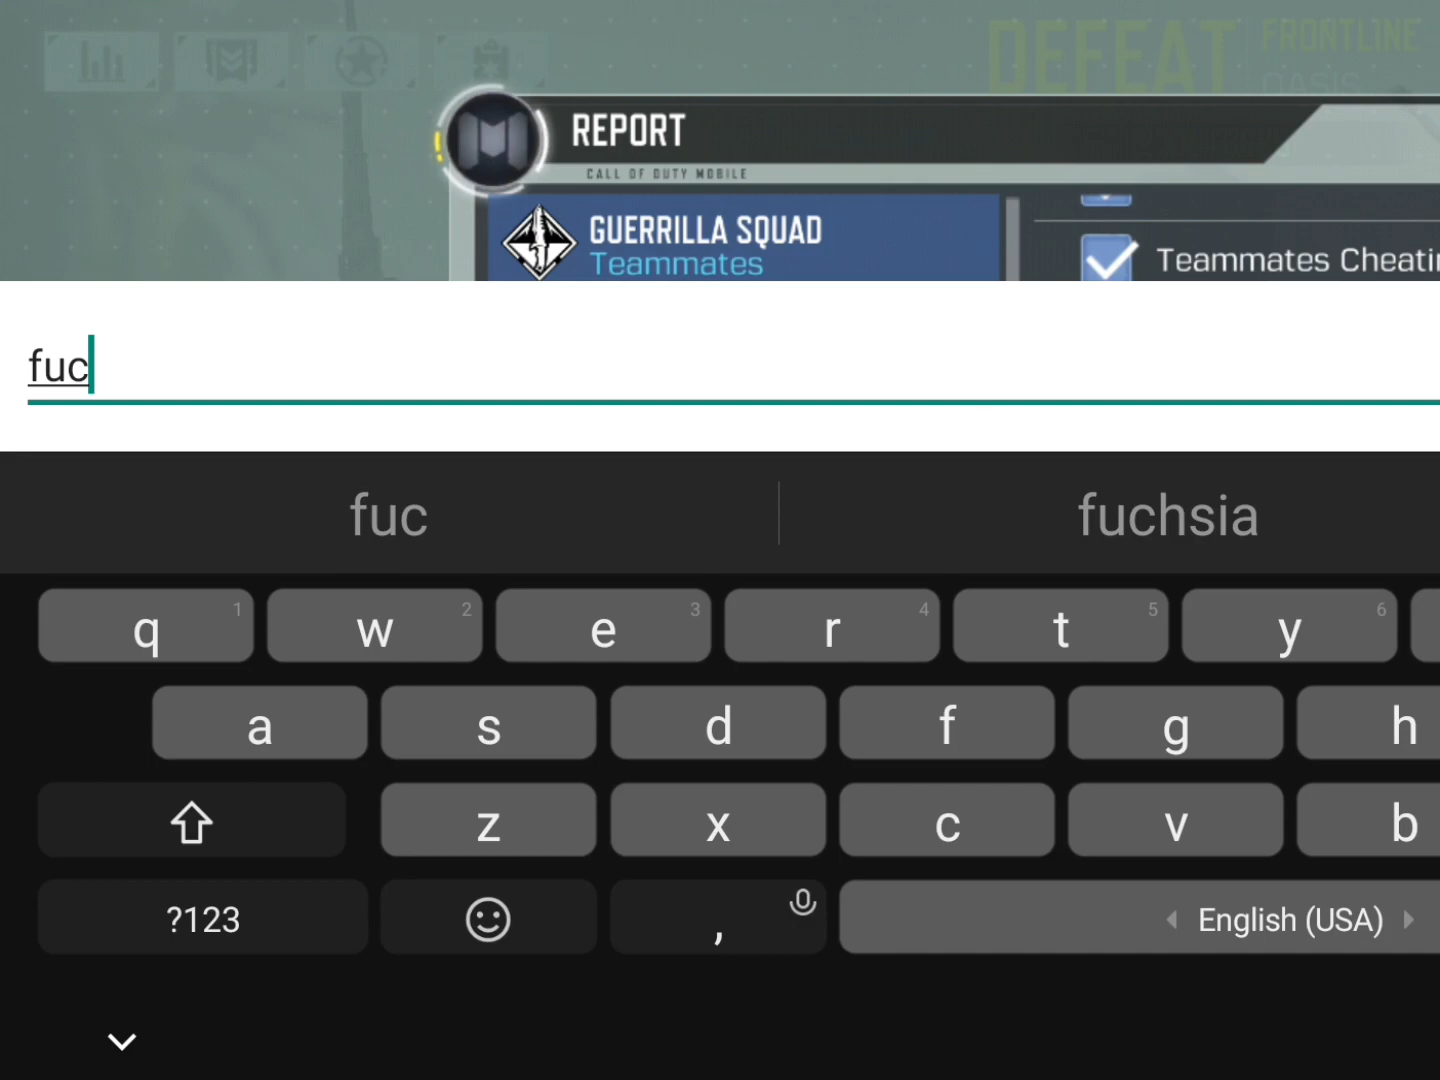 DEFEAT
FRONTLINE
OASIS
REPORT
CALL OF DUTY MOBILE
GUERRILLA SQUAD
Teammates
Teammates
fuc
fuc fuchsia
q 1 w 2 e 3 r 4 t 5 y 6
a s d f g h
z x c v b
?123 , English (USA)